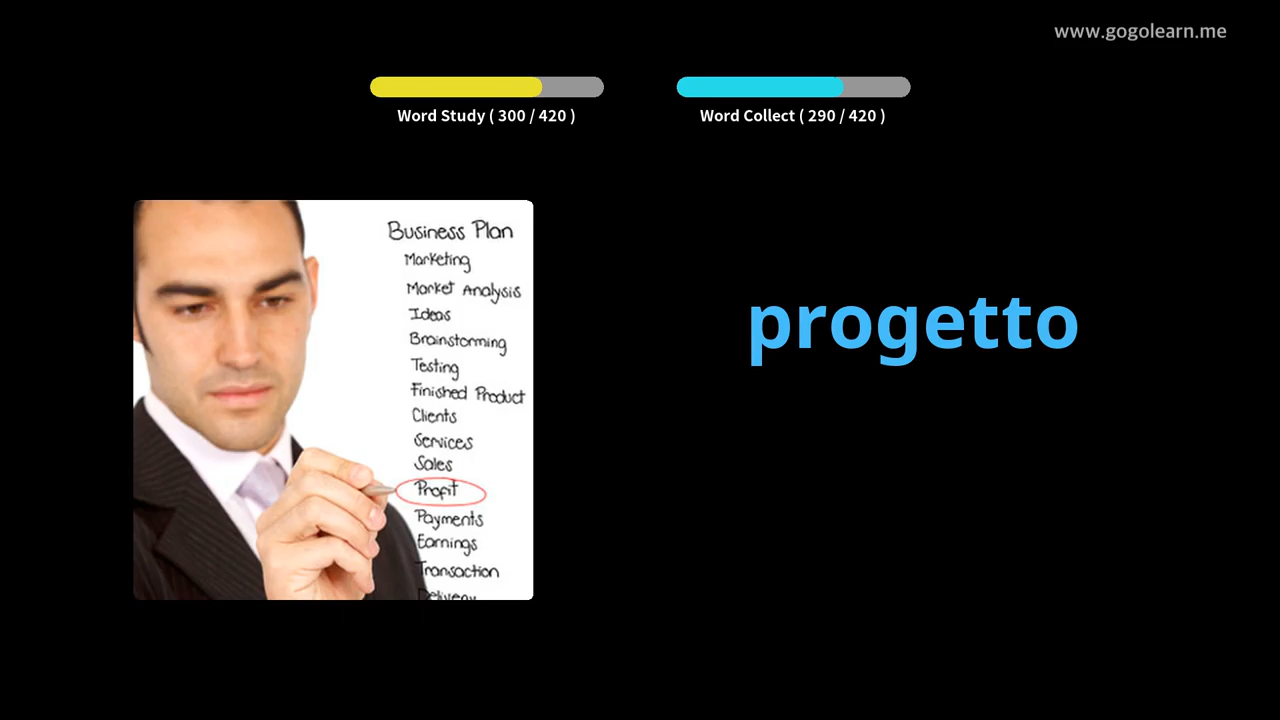 www.gogolearn.me
Word Study ( 300 / 420 )
Word Collect ( 290 / 420 )
Business Plan
Marketing
Market Analysis
Ideas
Brainstorming
Testing
Finished Product
Clients
Services
Sales
Profit
Payments
Earnings
Transaction
Delivery
progetto